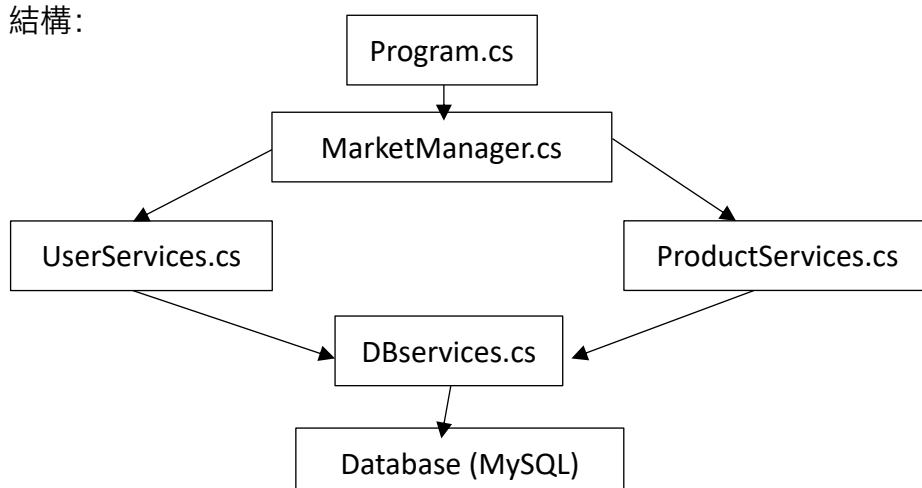 結構：
Program.cs
MarketManager.cs
UserServices.cs
ProductServices.cs
DBservices.cs
Database (MySQL)